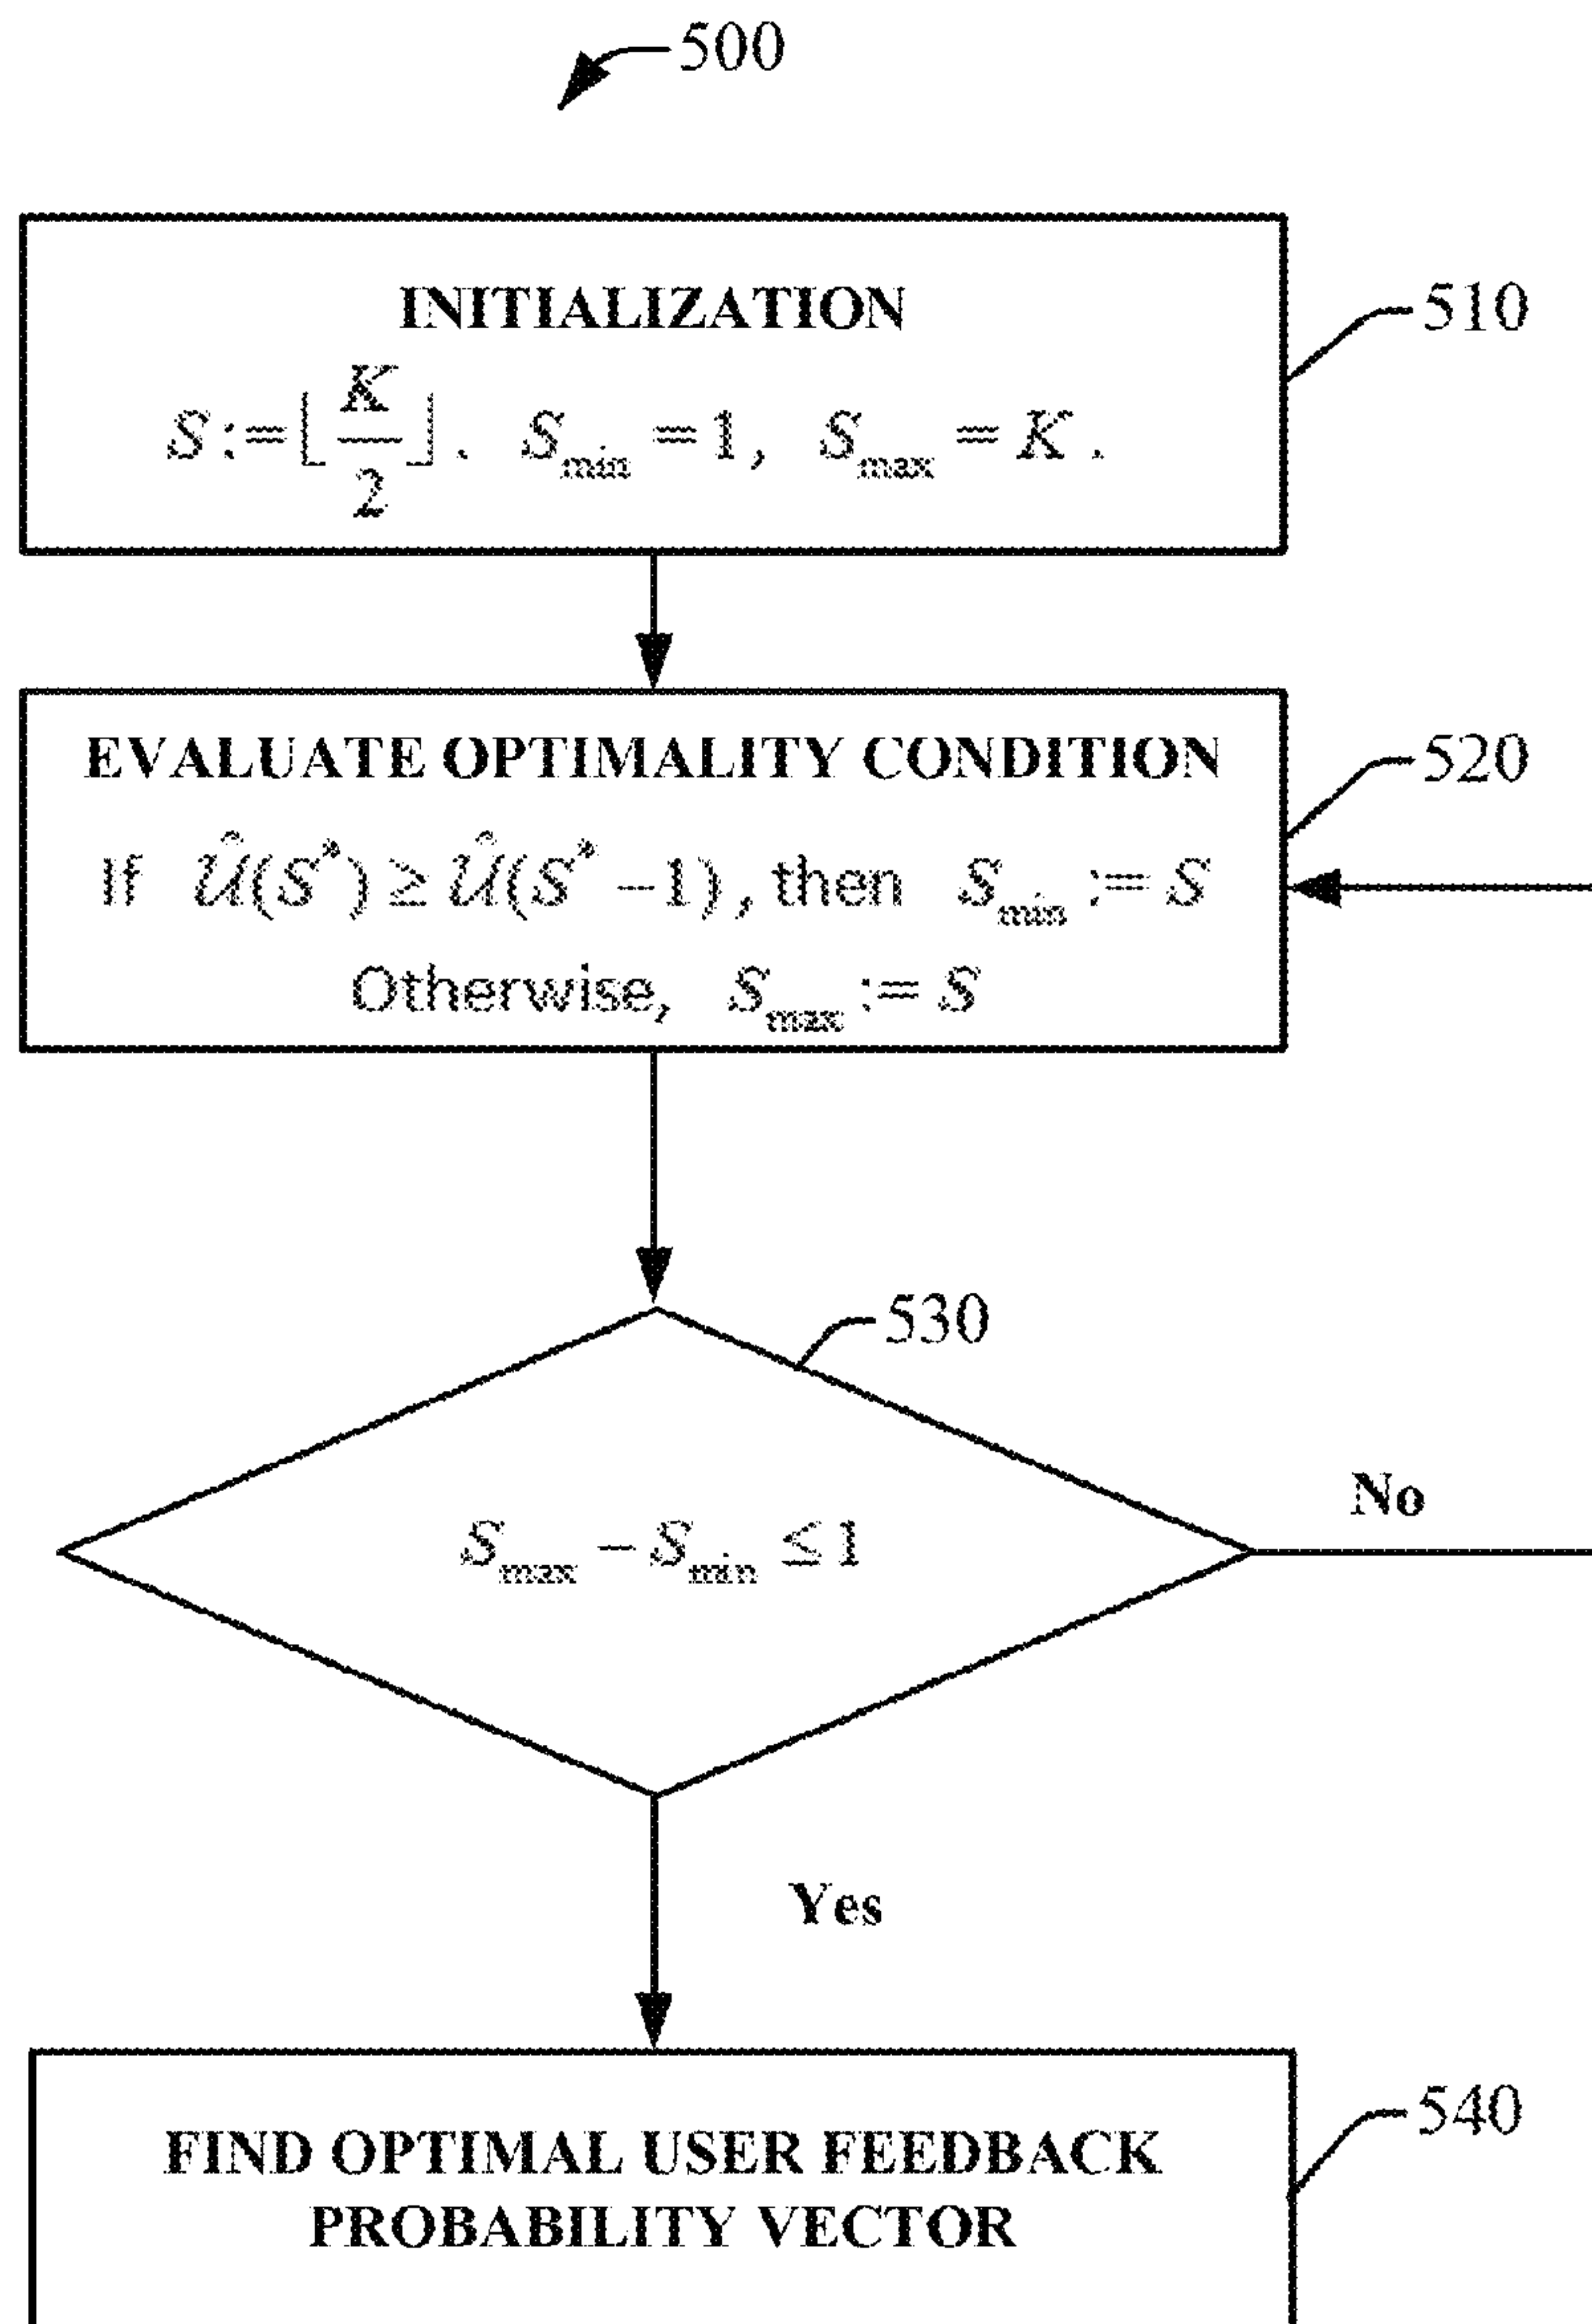 500
INITIALIZATION
510
S := ⌊K/2⌋. S_min = 1, S_max = K.
EVALUATE OPTIMALITY CONDITION
520
If Û(S*) ≥ Û(S* −1), then S_min := S
Otherwise, S_max := S
530
No
S_max − S_min ≤ 1
Yes
540
FIND OPTIMAL USER FEEDBACK
PROBABILITY VECTOR